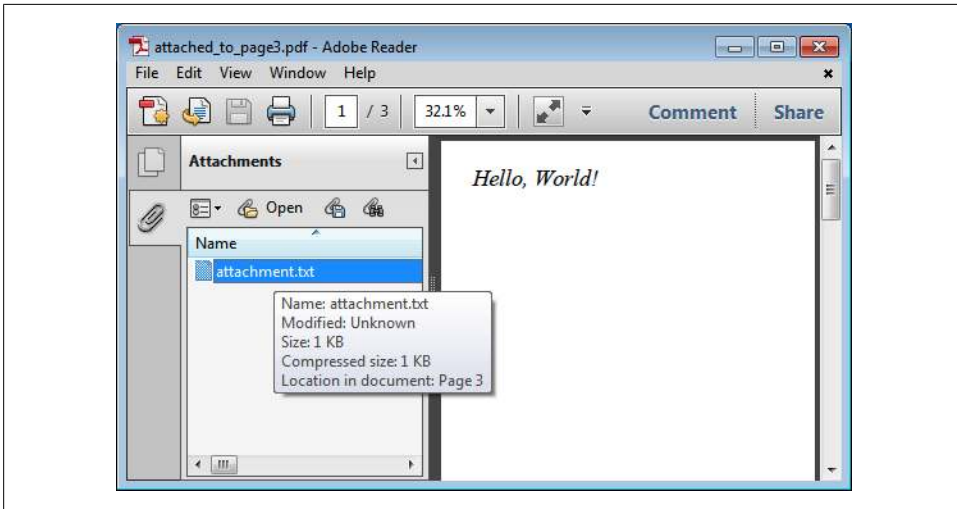 attached_to_page3.pdf - Adobe Reader
File Edit View Window Help
1 / 3 32.1% Comment Share
Attachments
Open
Name
attachment.txt
Name: attachment.txt
Modified: Unknown
Size: 1 KB
Compressed size: 1 KB
Location in document: Page 3
Hello, World!